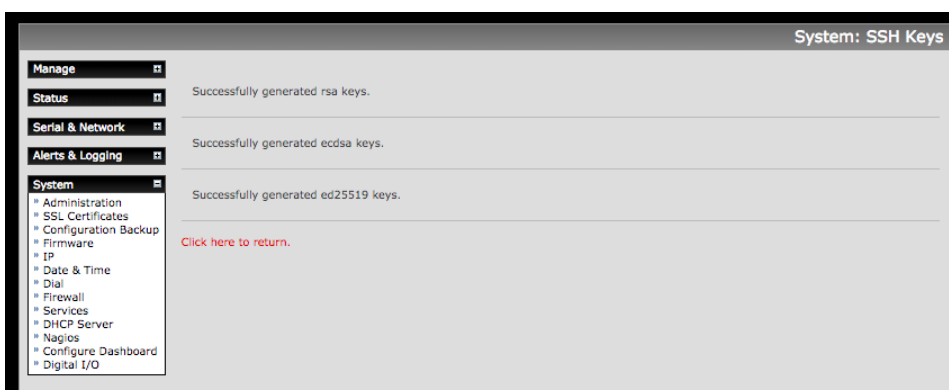 System: SSH Keys
Manage
Status
Serial & Network
Alerts & Logging
System
Administration
SSL Certificates
Configuration Backup
Firmware
IP
Date & Time
Dial
Firewall
Services
DHCP Server
Nagios
Configure Dashboard
Digital I/O
Successfully generated rsa keys.
Successfully generated ecdsa keys.
Successfully generated ed25519 keys.
Click here to return.